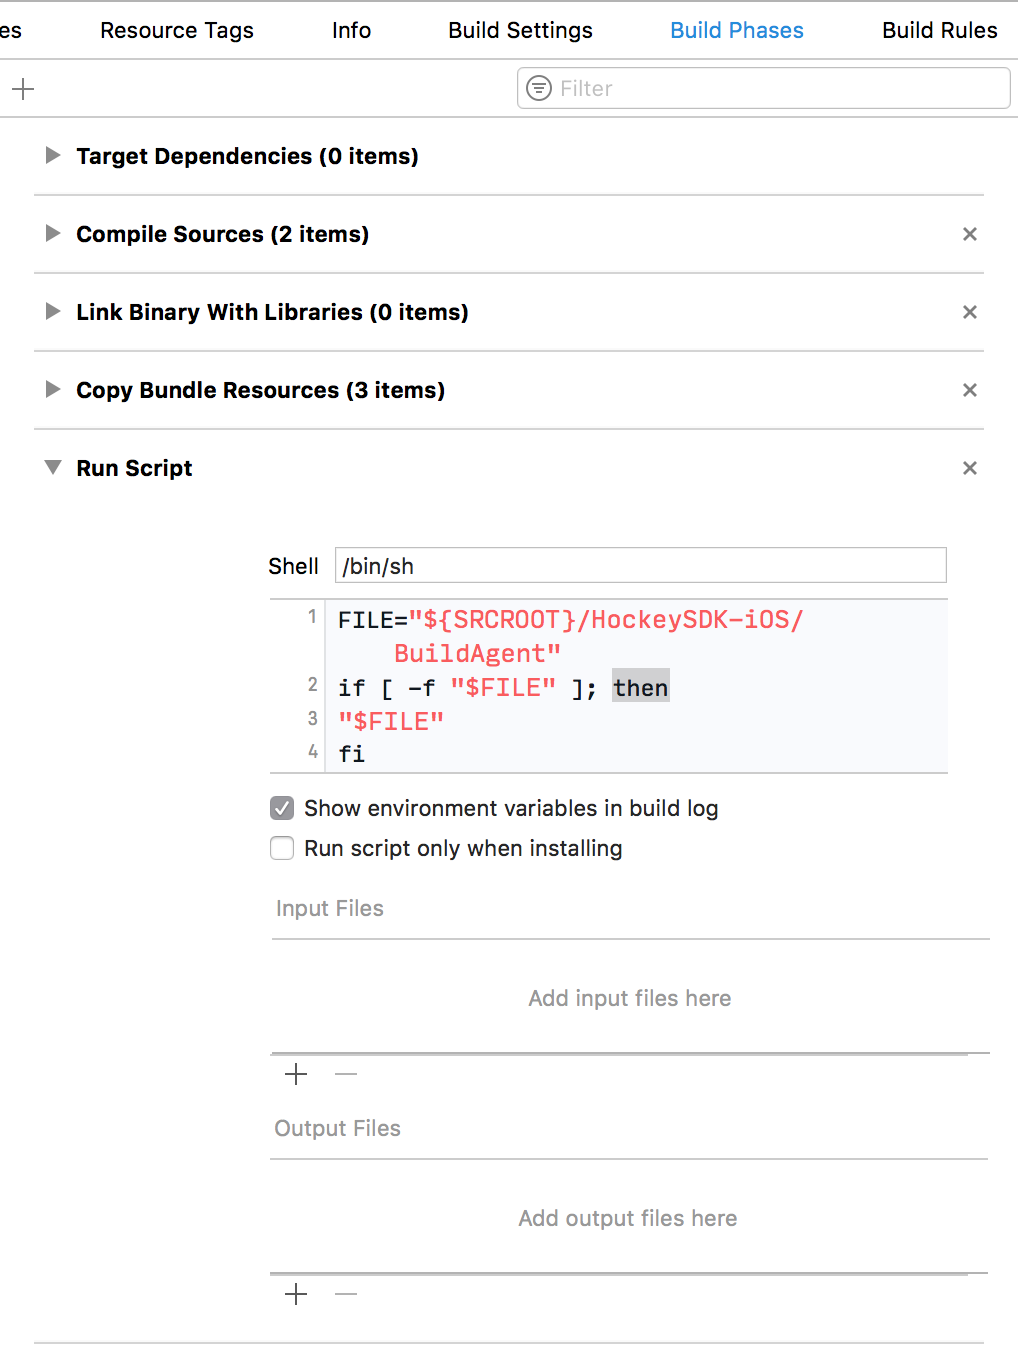 es Resource Tags Info Build Settings Build Phases Build Rules
Filter
Target Dependencies (0 items)
Compile Sources (2 items)
Link Binary With Libraries (0 items)
Copy Bundle Resources (3 items)
Run Script
Shell /bin/sh
1 FILE="${SRCROOT}/HockeySDK-iOS/
BuildAgent"
2 if [ -f "$FILE" ]; then
3 "$FILE"
4 fi
Show environment variables in build log
Run script only when installing
Input Files
Add input files here
Output Files
Add output files here